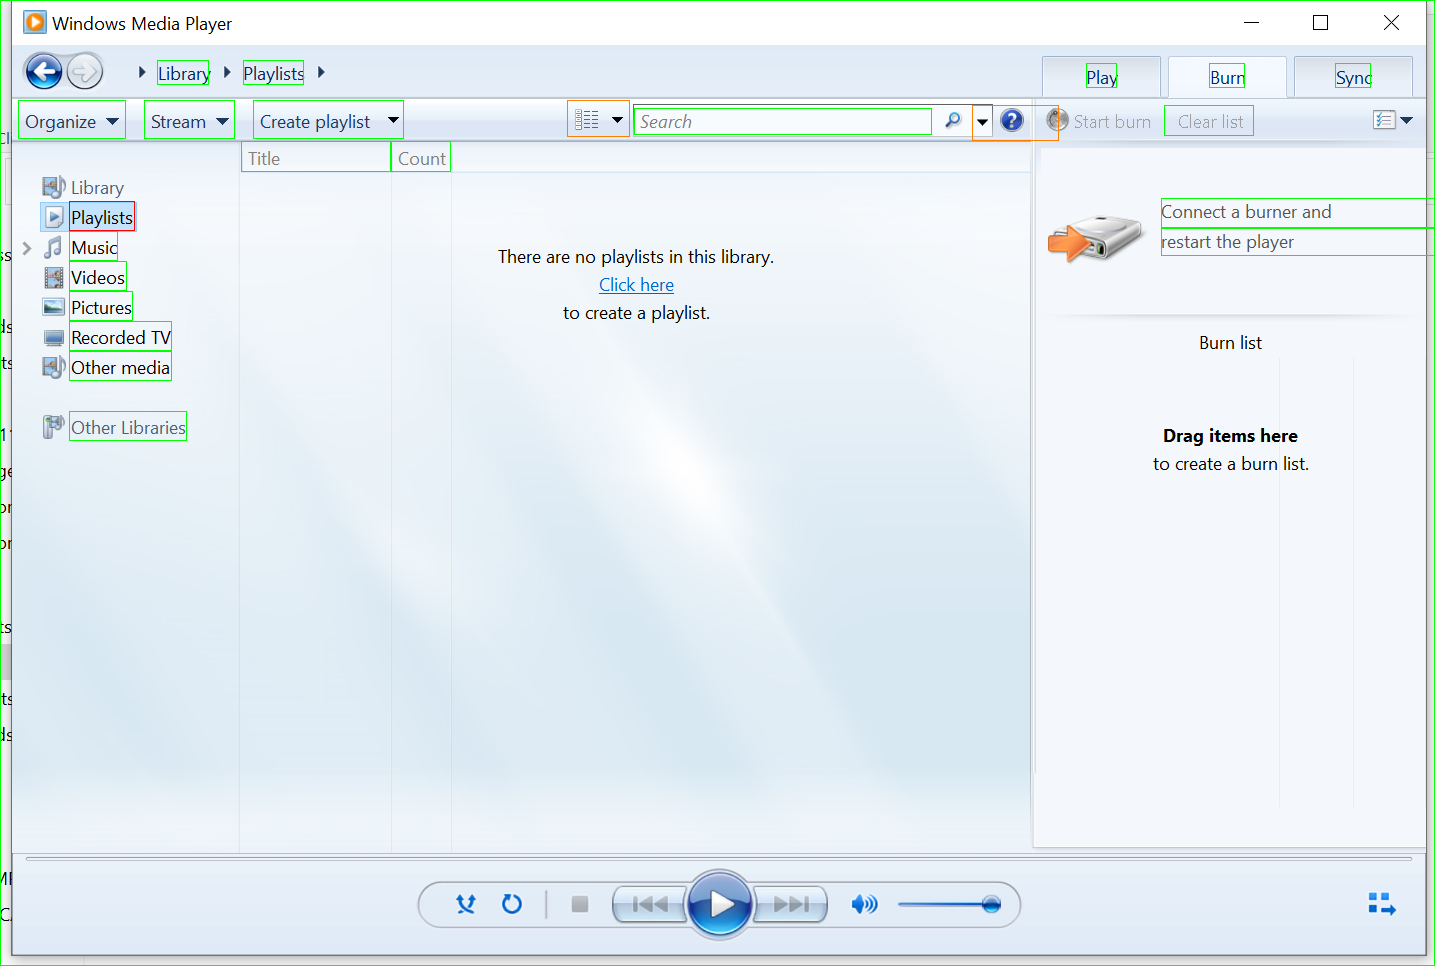 Windows Media Player
Library Playlists
Play Burn Sync
Organize Stream Create playlist Search Start burn Clear list
Title Count
Library
Playlists
Music
Videos
Pictures
Recorded TV
Other media
Other Libraries
There are no playlists in this library.
Click here
to create a playlist.
Connect a burner and
restart the player
Burn list
Drag items here
to create a burn list.